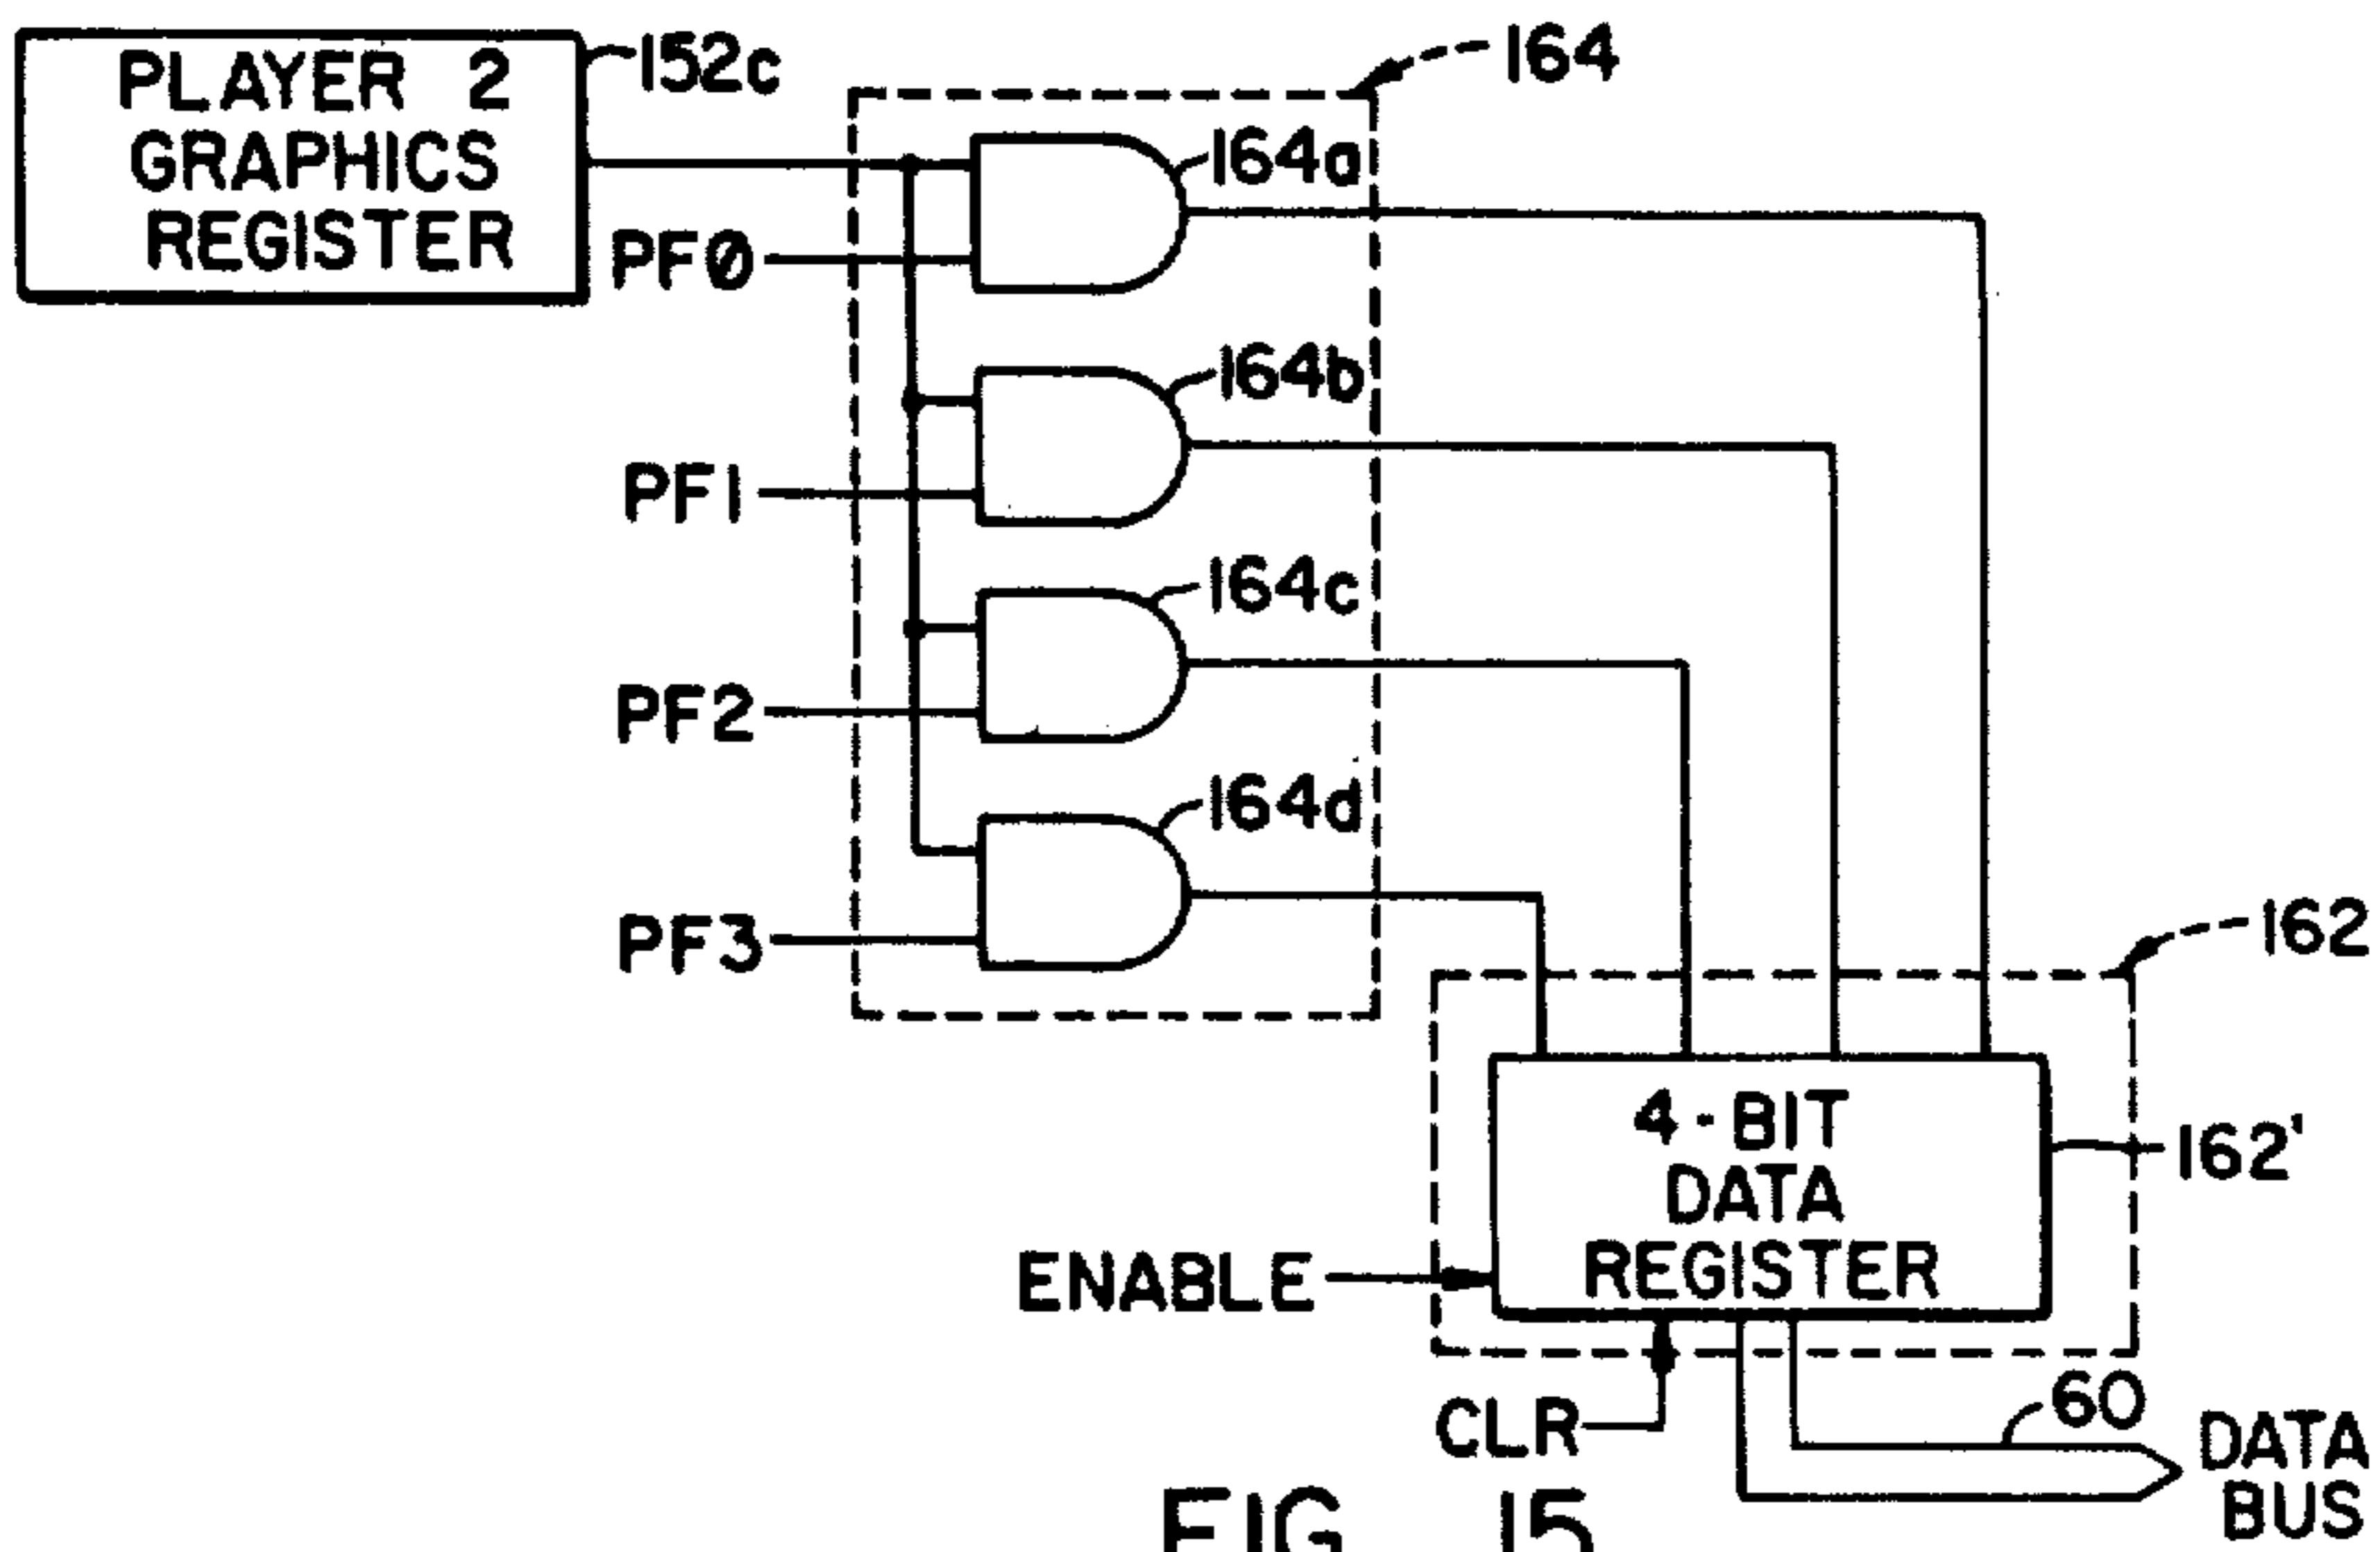 PLAYER 2
GRAPHICS
REGISTER
152c
164
164a
PFØ
164b
PF1
164c
PF2
164d
PF3
162
4-BIT
DATA
REGISTER
162'
ENABLE
CLR
60
DATA
BUS
FIG 15